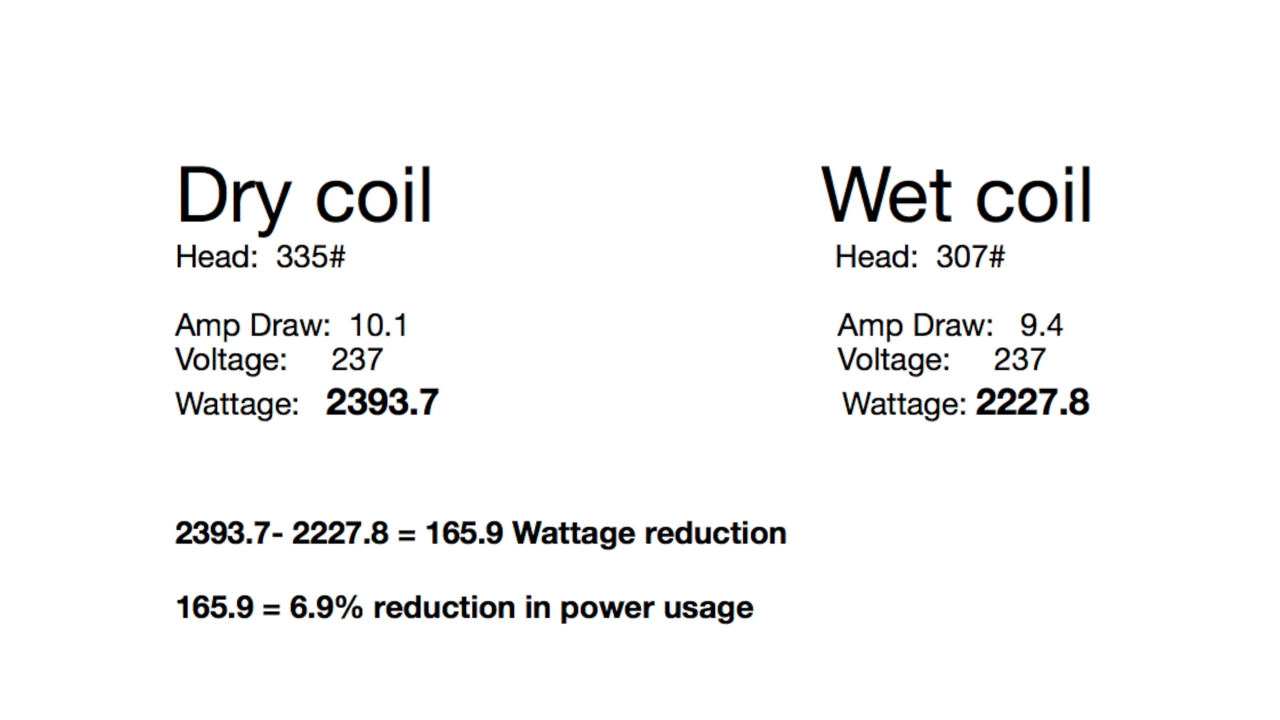 Dry coil
Head: 335#
Amp Draw: 10.1
Voltage: 237
Wattage: 2393.7
Wet coil
Head: 307#
Amp Draw: 9.4
Voltage: 237
Wattage: 2227.8
2393.7- 2227.8 = 165.9 Wattage reduction
165.9 = 6.9% reduction in power usage